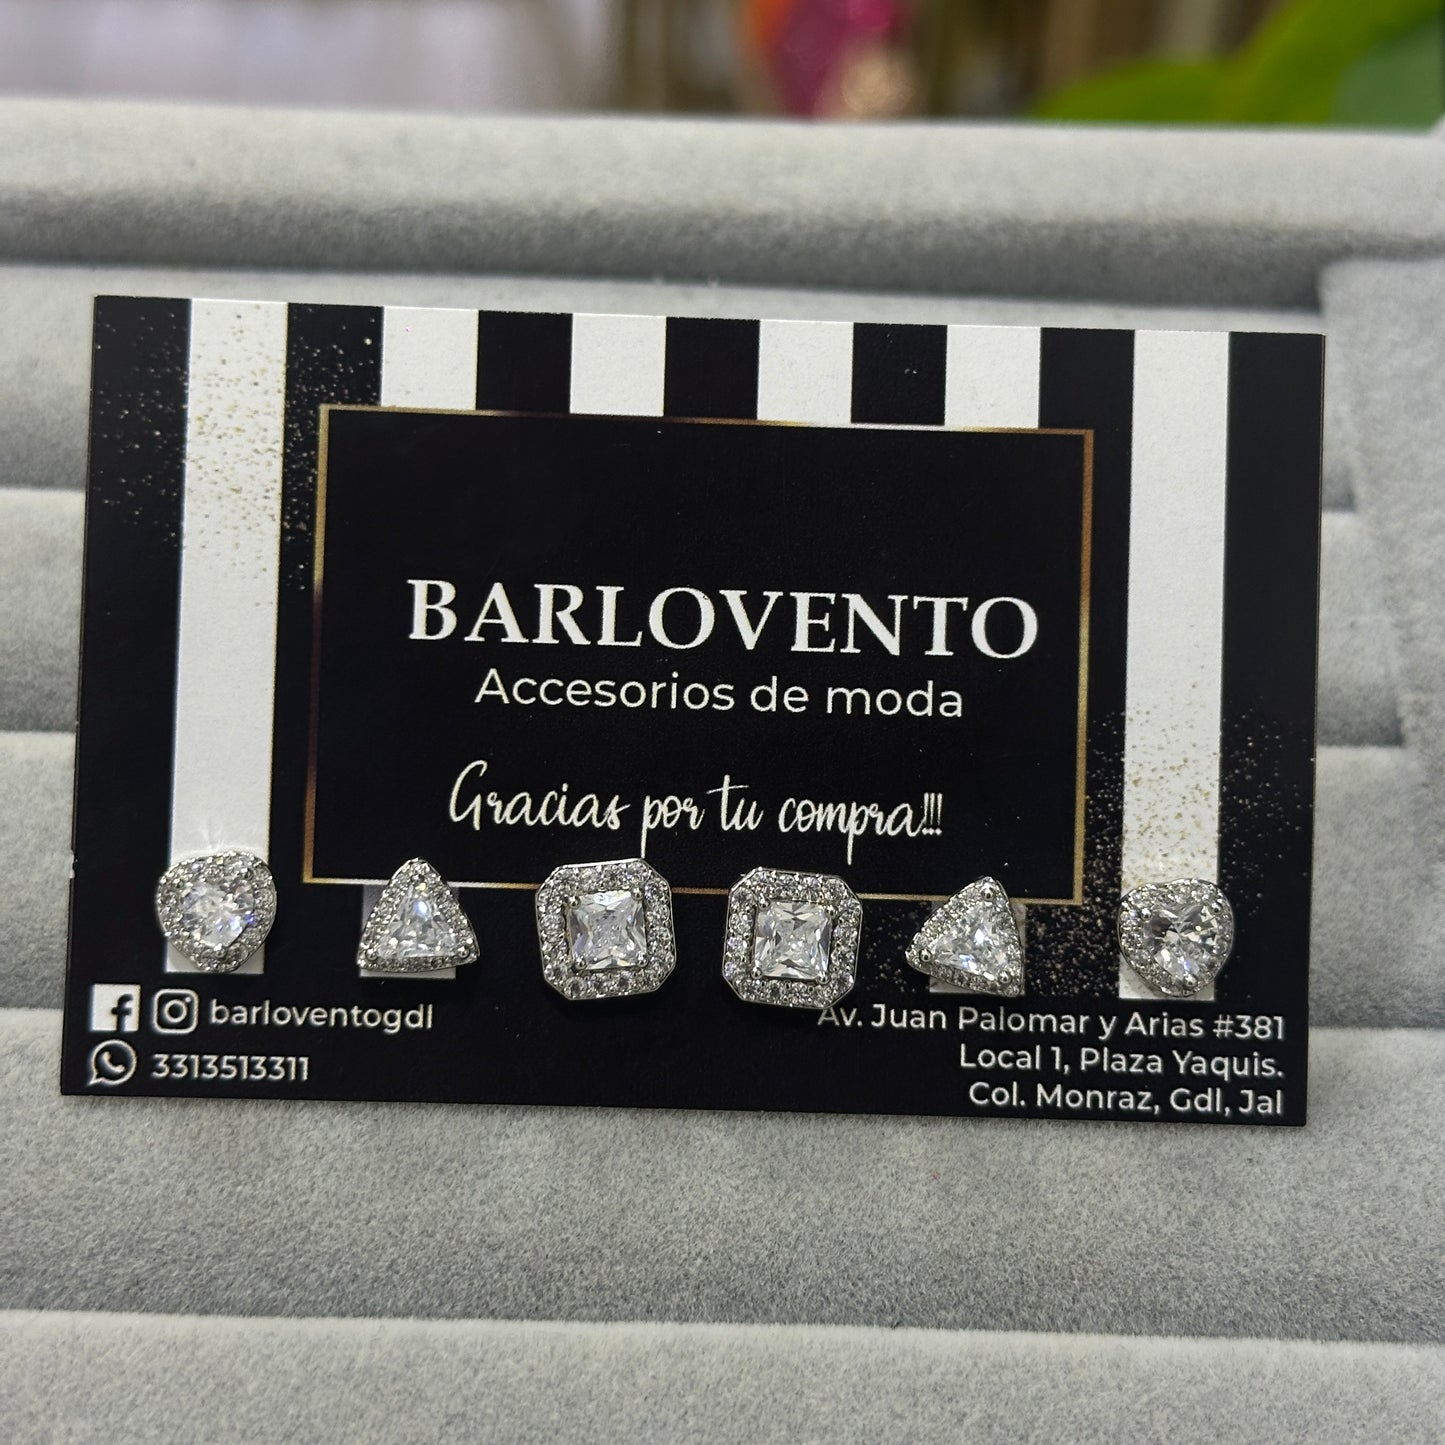 BARLOVENTO
Accesorios de moda
Gracias por tu compra!!!
barloventogdl
3313513311
Av. Juan Palomar y Arias #381
Local 1, Plaza Yaquis.
Col. Monraz, Gdl, Jal